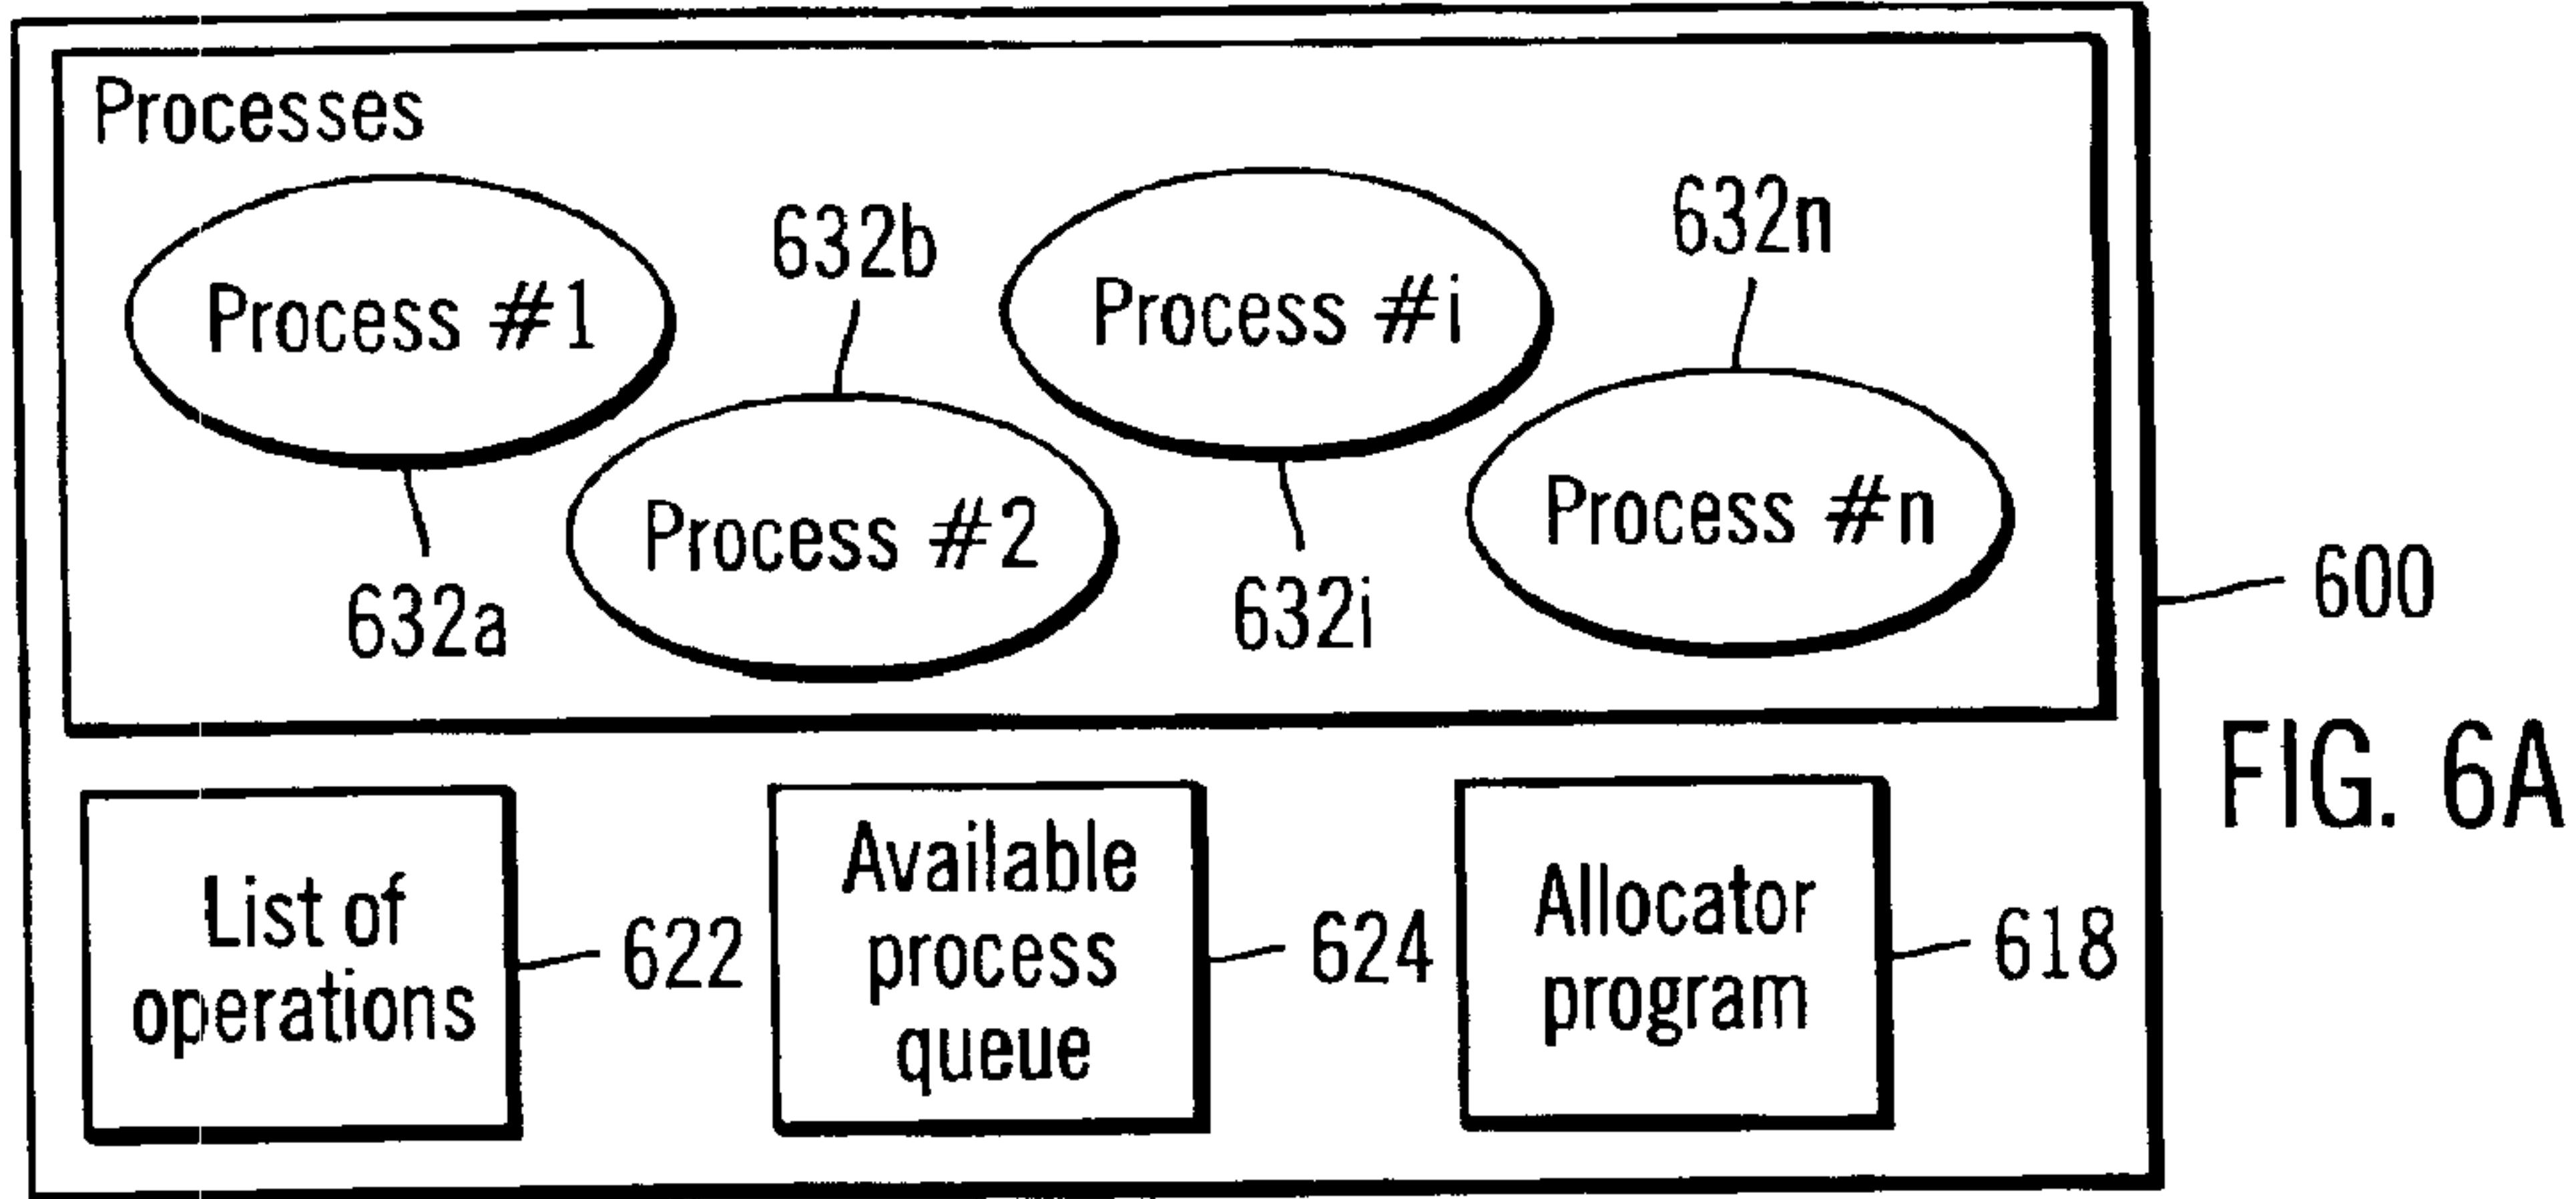 Processes
Process #1
632b
Process #i
632n
632a
Process #2
632i
Process #n
600
FIG. 6A
List of
operations
622
Available
process
queue
624
Allocator
program
618